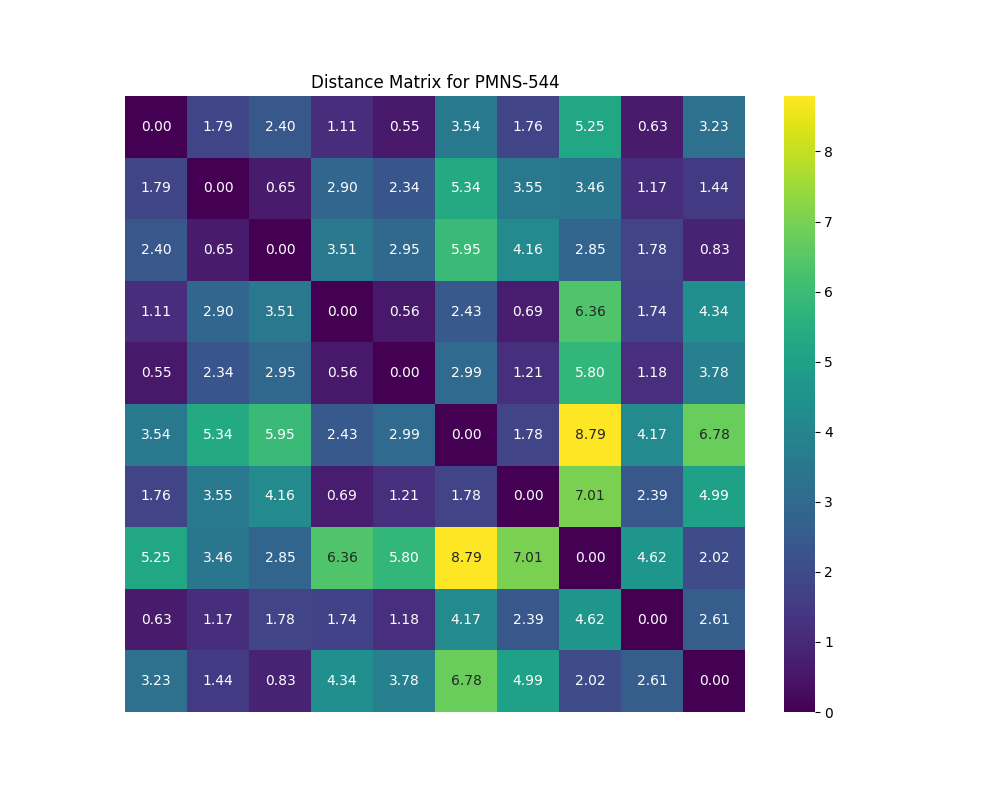 Distance Matrix for PMNS-544
0.00 1.79 2.40 1.11 0.55 3.54 1.76 5.25 0.63 3.23
1.79 0.00 0.65 2.90 2.34 5.34 3.55 3.46 1.17 1.44
2.40 0.65 0.00 3.51 2.95 5.95 4.16 2.85 1.78 0.83
1.11 2.90 3.51 0.00 0.56 2.43 0.69 6.36 1.74 4.34
0.55 2.34 2.95 0.56 0.00 2.99 1.21 5.80 1.18 3.78
3.54 5.34 5.95 2.43 2.99 0.00 1.78 8.79 4.17 6.78
1.76 3.55 4.16 0.69 1.21 1.78 0.00 7.01 2.39 4.99
5.25 3.46 2.85 6.36 5.80 8.79 7.01 0.00 4.62 2.02
0.63 1.17 1.78 1.74 1.18 4.17 2.39 4.62 0.00 2.61
3.23 1.44 0.83 4.34 3.78 6.78 4.99 2.02 2.61 0.00
8
7
6
5
4
3
2
1
0